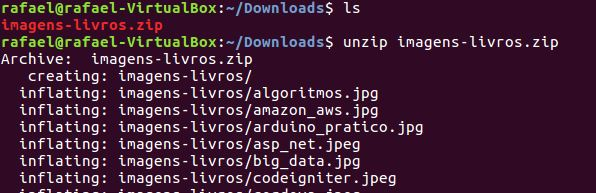 rafael@rafael-VirtualBox:~/Downloads$ ls
imagens-livros.zip
rafael@rafael-VirtualBox:~/Downloads$ unzip imagens-livros.zip
Archive:  imagens-livros.zip
   creating: imagens-livros/
  inflating: imagens-livros/algoritmos.jpg
  inflating: imagens-livros/amazon_aws.jpg
  inflating: imagens-livros/arduino_pratico.jpg
  inflating: imagens-livros/asp_net.jpeg
  inflating: imagens-livros/big_data.jpg
  inflating: imagens-livros/codeigniter.jpeg